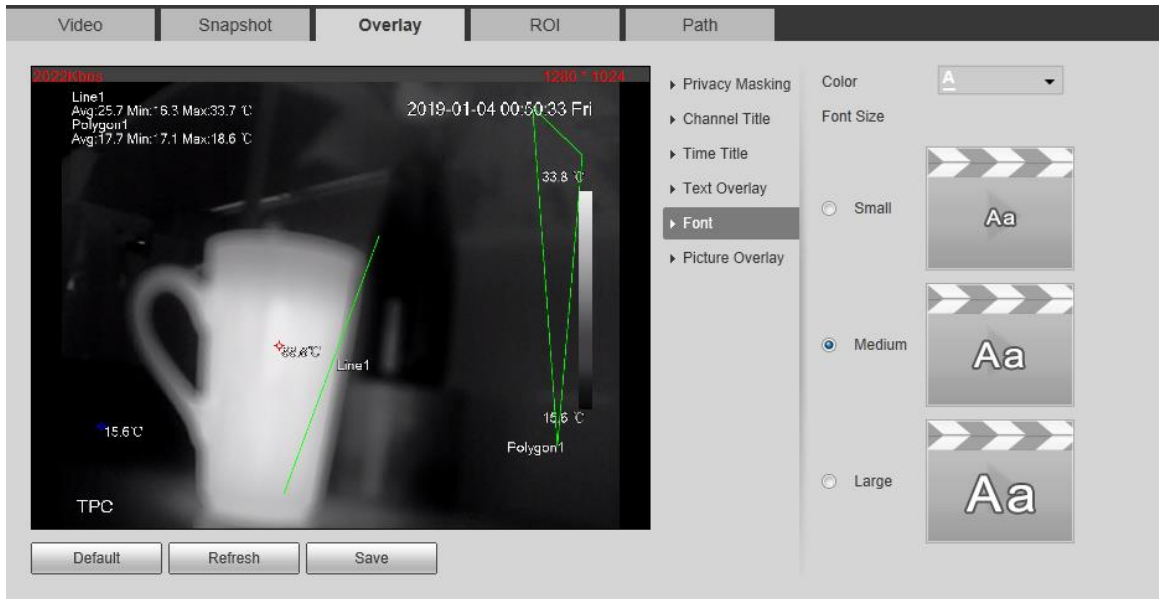 Video
Snapshot
Overlay
ROI
Path
2022Kbps
1280 * 1024
Line1
Avg:25.7 Min:16.3 Max:33.7 ℃
Polygon1
Avg:17.7 Min:17.1 Max:18.6 ℃
2019-01-04 00:50:33 Fri
33.8 ℃
Line1
15.6℃
15.6 ℃
Polygon1
TPC
Default
Refresh
Save
Privacy Masking
Channel Title
Time Title
Text Overlay
Font
Picture Overlay
Color
A
Font Size
Small
Aa
Medium
Aa
Large
Aa